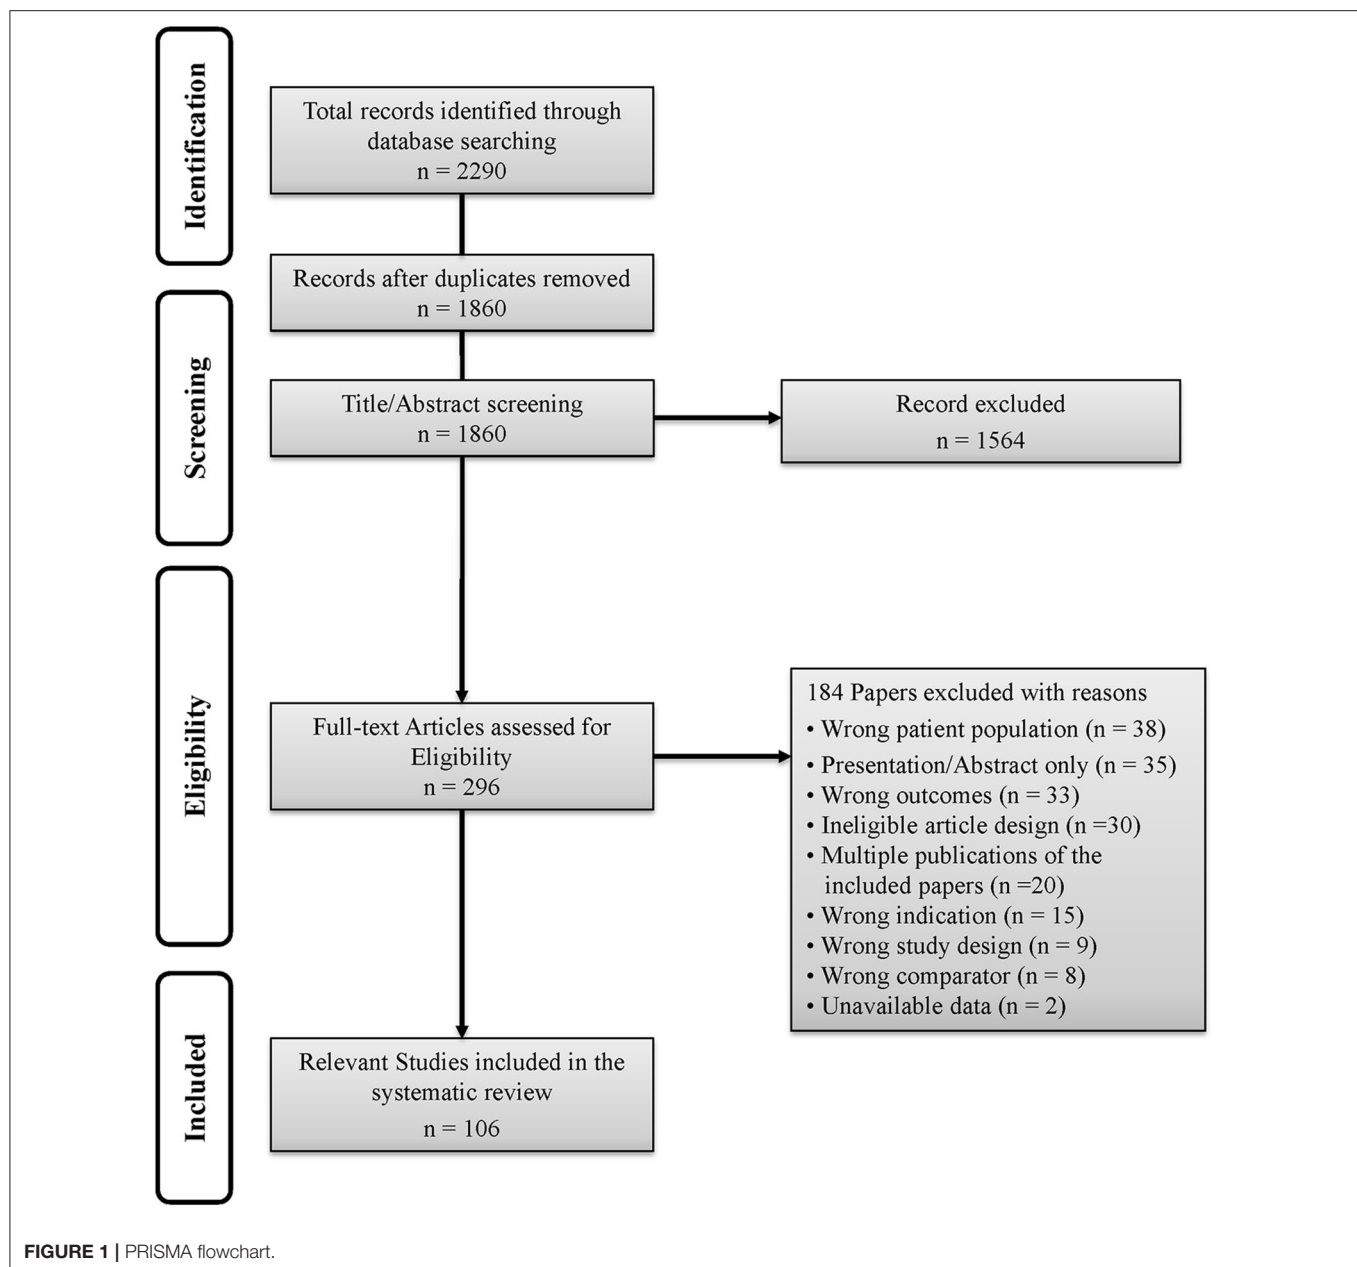 Identification
Total records identified through
database searching
n = 2290
Records after duplicates removed
n = 1860
Screening
Title/Abstract screening
n = 1860
Record excluded
n = 1564
Eligibility
Full-text Articles assessed for
Eligibility
n = 296
184 Papers excluded with reasons
• Wrong patient population (n = 38)
• Presentation/Abstract only (n = 35)
• Wrong outcomes (n = 33)
• Ineligible article design (n =30)
• Multiple publications of the
included papers (n =20)
• Wrong indication (n = 15)
• Wrong study design (n = 9)
• Wrong comparator (n = 8)
• Unavailable data (n = 2)
Included
Relevant Studies included in the
systematic review
n = 106
FIGURE 1 | PRISMA flowchart.